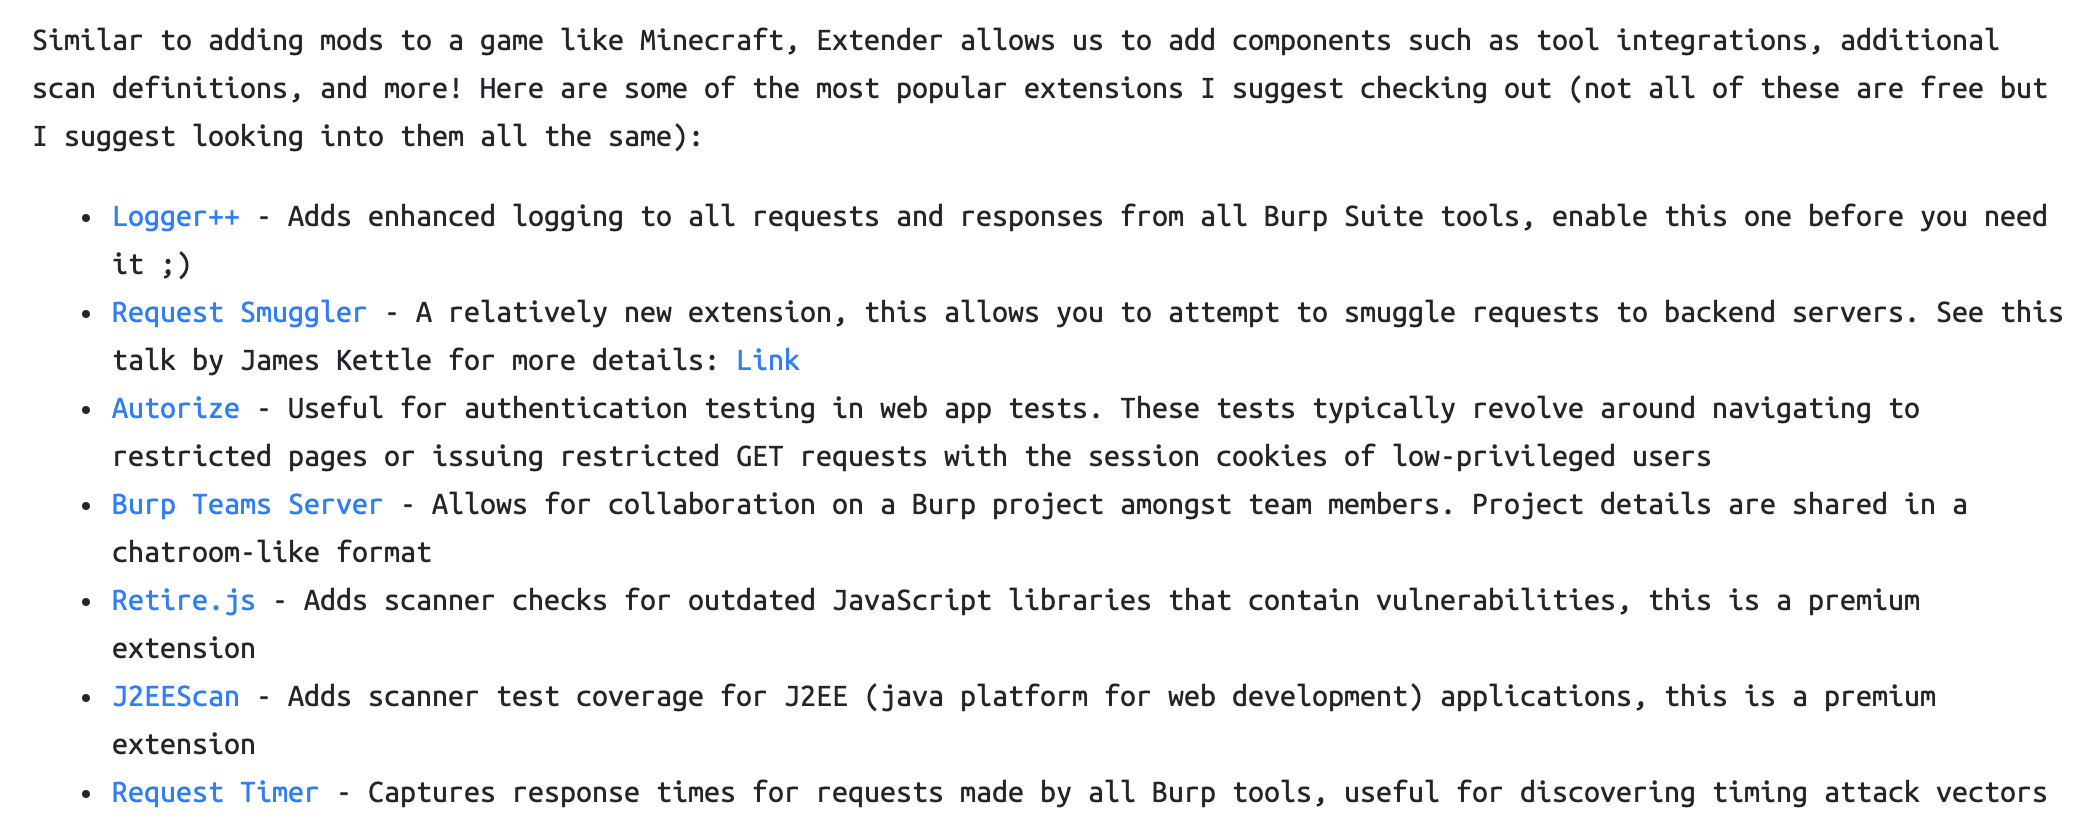 Similar to adding mods to a game like Minecraft, Extender allows us to add components such as tool integrations, additional
scan definitions, and more! Here are some of the most popular extensions I suggest checking out (not all of these are free but
I suggest looking into them all the same):
• Logger++ - Adds enhanced logging to all requests and responses from all Burp Suite tools, enable this one before you need
it ;)
• Request Smuggler - A relatively new extension, this allows you to attempt to smuggle requests to backend servers. See this
talk by James Kettle for more details: Link
• Autorize - Useful for authentication testing in web app tests. These tests typically revolve around navigating to
restricted pages or issuing restricted GET requests with the session cookies of low-privileged users
• Burp Teams Server - Allows for collaboration on a Burp project amongst team members. Project details are shared in a
chatroom-like format
• Retire.js - Adds scanner checks for outdated JavaScript libraries that contain vulnerabilities, this is a premium
extension
• J2EEScan - Adds scanner test coverage for J2EE (java platform for web development) applications, this is a premium
extension
• Request Timer - Captures response times for requests made by all Burp tools, useful for discovering timing attack vectors